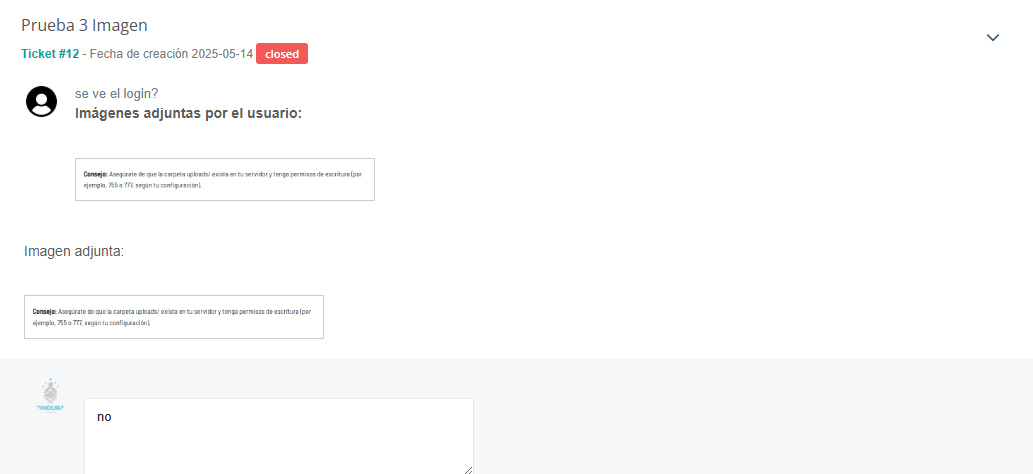 Prueba 3 Imagen
Ticket #12 - Fecha de creación 2025-05-14 closed
se ve el login?
Imágenes adjuntas por el usuario:
Consejo: Asegúrate de que la carpeta uploads/ exista en tu servidor y tenga permisos de escritura (por
ejemplo, 755 o 777, según tu configuración).
Imagen adjunta:
Consejo: Asegúrate de que la carpeta uploads/ exista en tu servidor y tenga permisos de escritura (por
ejemplo, 755 o 777, según tu configuración).
no